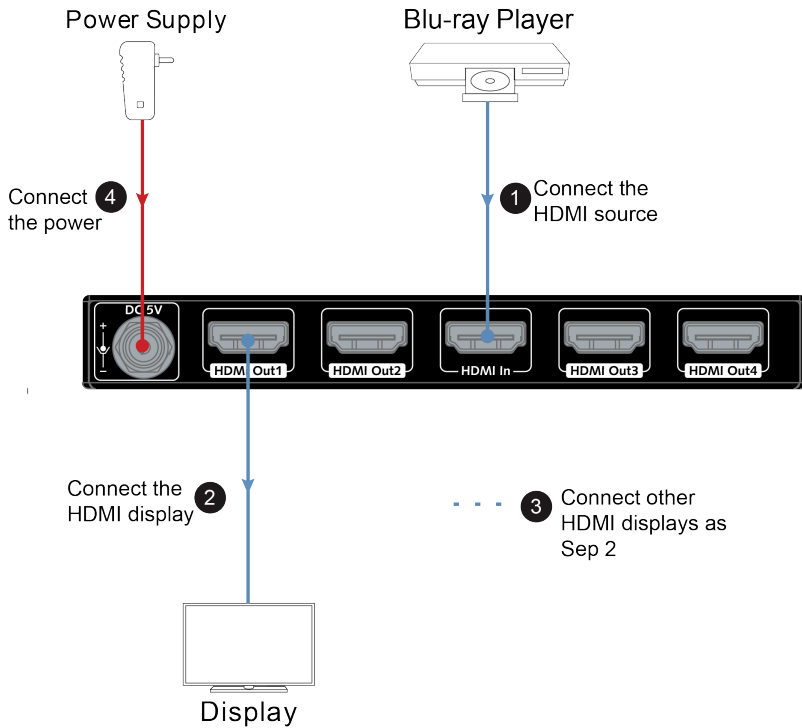 Power Supply
Blu-ray Player
Connect
the power
4
1
Connect the
HDMI source
DC 5V
+
−
HDMI Out1
HDMI Out2
HDMI In
HDMI Out3
HDMI Out4
Connect the
HDMI display
2
3
Connect other
HDMI displays as
Sep 2
Display